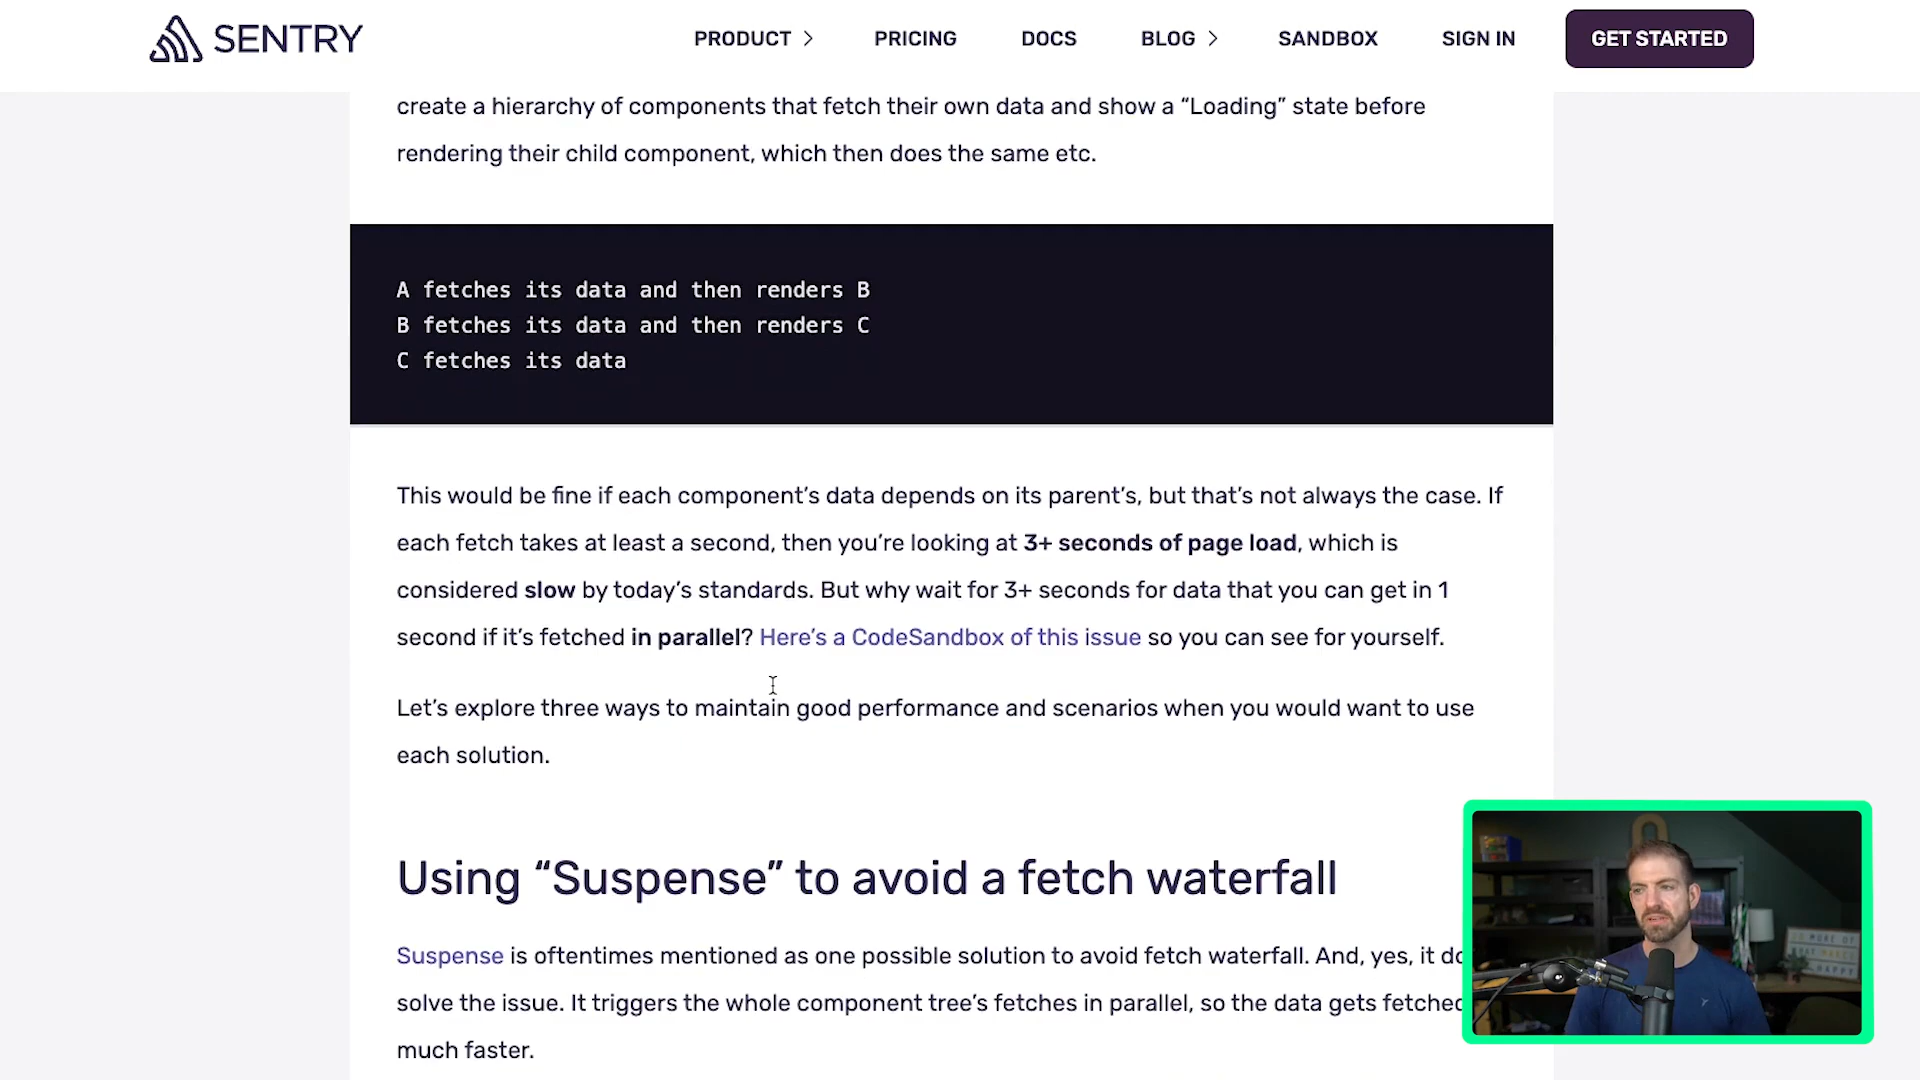 SENTRY
PRODUCT
PRICING
DOCS
BLOG
SANDBOX
SIGN IN
GET STARTED
create a hierarchy of components that fetch their own data and show a “Loading” state before
rendering their child component, which then does the same etc.
A fetches its data and then renders B
B fetches its data and then renders C
C fetches its data
This would be fine if each component’s data depends on its parent’s, but that’s not always the case. If
each fetch takes at least a second, then you’re looking at 3+ seconds of page load, which is
considered slow by today’s standards. But why wait for 3+ seconds for data that you can get in 1
second if it’s fetched in parallel? Here’s a CodeSandbox of this issue so you can see for yourself.
Let’s explore three ways to maintain good performance and scenarios when you would want to use
each solution.
Using “Suspense” to avoid a fetch waterfall
Suspense is oftentimes mentioned as one possible solution to avoid fetch waterfall. And, yes, it do
solve the issue. It triggers the whole component tree’s fetches in parallel, so the data gets fetched
much faster.